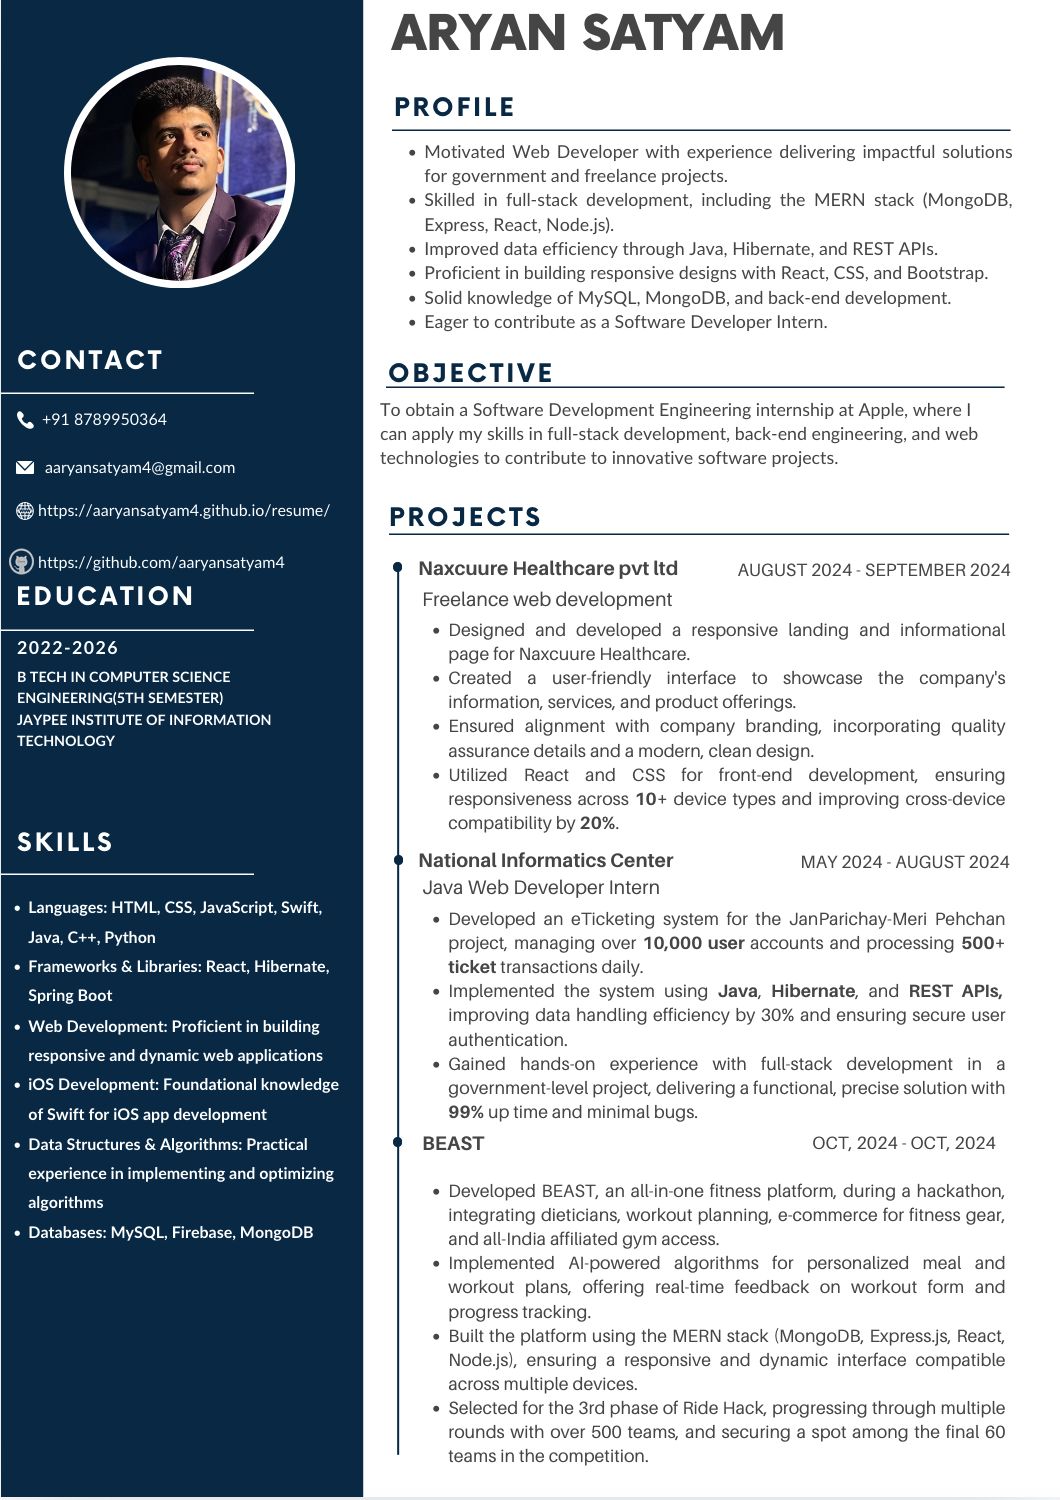 ARYAN SATYAM
PROFILE
• Motivated Web Developer with experience delivering impactful solutions
for government and freelance projects.
• Skilled in full-stack development, including the MERN stack (MongoDB,
Express, React, Node.js).
• Improved data efficiency through Java, Hibernate, and REST APIs.
• Proficient in building responsive designs with React, CSS, and Bootstrap.
• Solid knowledge of MySQL, MongoDB, and back-end development.
• Eager to contribute as a Software Developer Intern.
OBJECTIVE
To obtain a Software Development Engineering internship at Apple, where I
can apply my skills in full-stack development, back-end engineering, and web
technologies to contribute to innovative software projects.
PROJECTS
Naxcuure Healthcare pvt ltd AUGUST 2024 - SEPTEMBER 2024
Freelance web development
• Designed and developed a responsive landing and informational
page for Naxcuure Healthcare.
• Created a user-friendly interface to showcase the company's
information, services, and product offerings.
• Ensured alignment with company branding, incorporating quality
assurance details and a modern, clean design.
• Utilized React and CSS for front-end development, ensuring
responsiveness across 10+ device types and improving cross-device
compatibility by 20%.
National Informatics Center MAY 2024 - AUGUST 2024
Java Web Developer Intern
• Developed an eTicketing system for the JanParichay-Meri Pehchan
project, managing over 10,000 user accounts and processing 500+
ticket transactions daily.
• Implemented the system using Java, Hibernate, and REST APIs,
improving data handling efficiency by 30% and ensuring secure user
authentication.
• Gained hands-on experience with full-stack development in a
government-level project, delivering a functional, precise solution with
99% up time and minimal bugs.
BEAST OCT, 2024 - OCT, 2024
• Developed BEAST, an all-in-one fitness platform, during a hackathon,
integrating dieticians, workout planning, e-commerce for fitness gear,
and all-India affiliated gym access.
• Implemented AI-powered algorithms for personalized meal and
workout plans, offering real-time feedback on workout form and
progress tracking.
• Built the platform using the MERN stack (MongoDB, Express.js, React,
Node.js), ensuring a responsive and dynamic interface compatible
across multiple devices.
• Selected for the 3rd phase of Ride Hack, progressing through multiple
rounds with over 500 teams, and securing a spot among the final 60
teams in the competition.
CONTACT
+91 8789950364
aaryansatyam4@gmail.com
https://aaryansatyam4.github.io/resume/
https://github.com/aaryansatyam4
EDUCATION
2022-2026
B TECH IN COMPUTER SCIENCE
ENGINEERING(5TH SEMESTER)
JAYPEE INSTITUTE OF INFORMATION
TECHNOLOGY
SKILLS
• Languages: HTML, CSS, JavaScript, Swift,
Java, C++, Python
• Frameworks & Libraries: React, Hibernate,
Spring Boot
• Web Development: Proficient in building
responsive and dynamic web applications
• iOS Development: Foundational knowledge
of Swift for iOS app development
• Data Structures & Algorithms: Practical
experience in implementing and optimizing
algorithms
• Databases: MySQL, Firebase, MongoDB